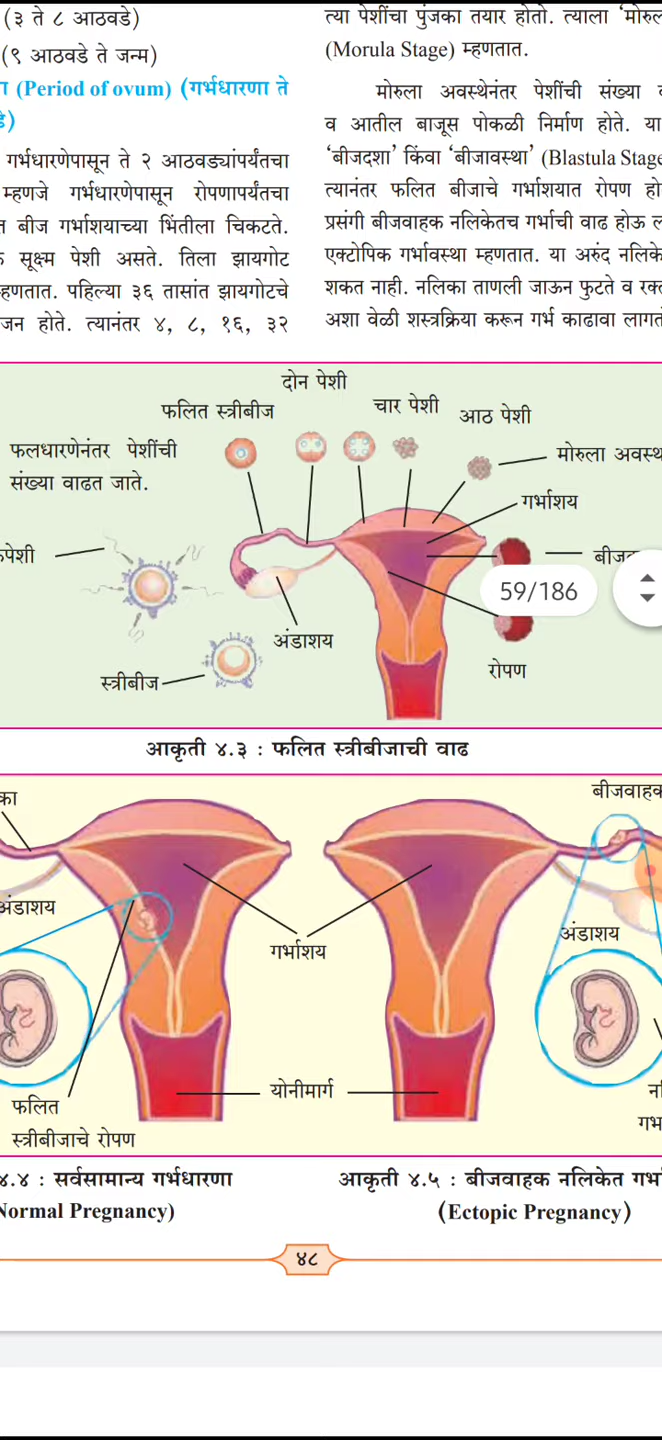 (३ ते ८ आठवडे)
(९ आठवडे ते जन्म)
(Period of ovum) (गर्भधारणा ते
गर्भधारणेपासून ते २ आठवड्यांपर्यंतचा
म्हणजे गर्भधारणेपासून रोपणापर्यंतचा
बीज गर्भाशयाच्या भिंतीला चिकटते.
सूक्ष्म पेशी असते. तिला झायगोट
म्हणतात. पहिल्या ३६ तासांत झायगोटचे
होते. त्यानंतर ४, ८, १६, ३२
त्या पेशींचा पुंजका तयार होतो. त्याला
(Morula Stage) म्हणतात.
मोरुला अवस्थेनंतर पेशींची संख्या
व आतील बाजूस पोकळी निर्माण होते. या
‘बीजदशा’ किंवा ‘बीजावस्था’ (Blastula Stage
त्यानंतर फलित बीजाचे गर्भाशयात रोपण
प्रसंगी बीजवाहक नलिकेतच गर्भाची वाढ होऊ
एक्टोपिक गर्भावस्था म्हणतात. या अरुंद
शकत नाही. नलिका ताणली जाऊन फुटते व
अशा वेळी शस्त्रक्रिया करून गर्भ काढावा
दोन पेशी
फलित स्त्रीबीज
चार पेशी
आठ पेशी
फलधारणेनंतर पेशींची
संख्या वाढत जाते.
मोरुला
गर्भाशय
59/186
अंडाशय
स्त्रीबीज
रोपण
आकृती ४.३ : फलित स्त्रीबीजाची वाढ
बीजवाहक
अंडाशय
गर्भाशय
अंडाशय
योनीमार्ग
फलित
स्त्रीबीजाचे रोपण
४.४ : सर्वसामान्य गर्भधारणा
Normal Pregnancy)
आकृती ४.५ : बीजवाहक नलिकेत
(Ectopic Pregnancy)
४८